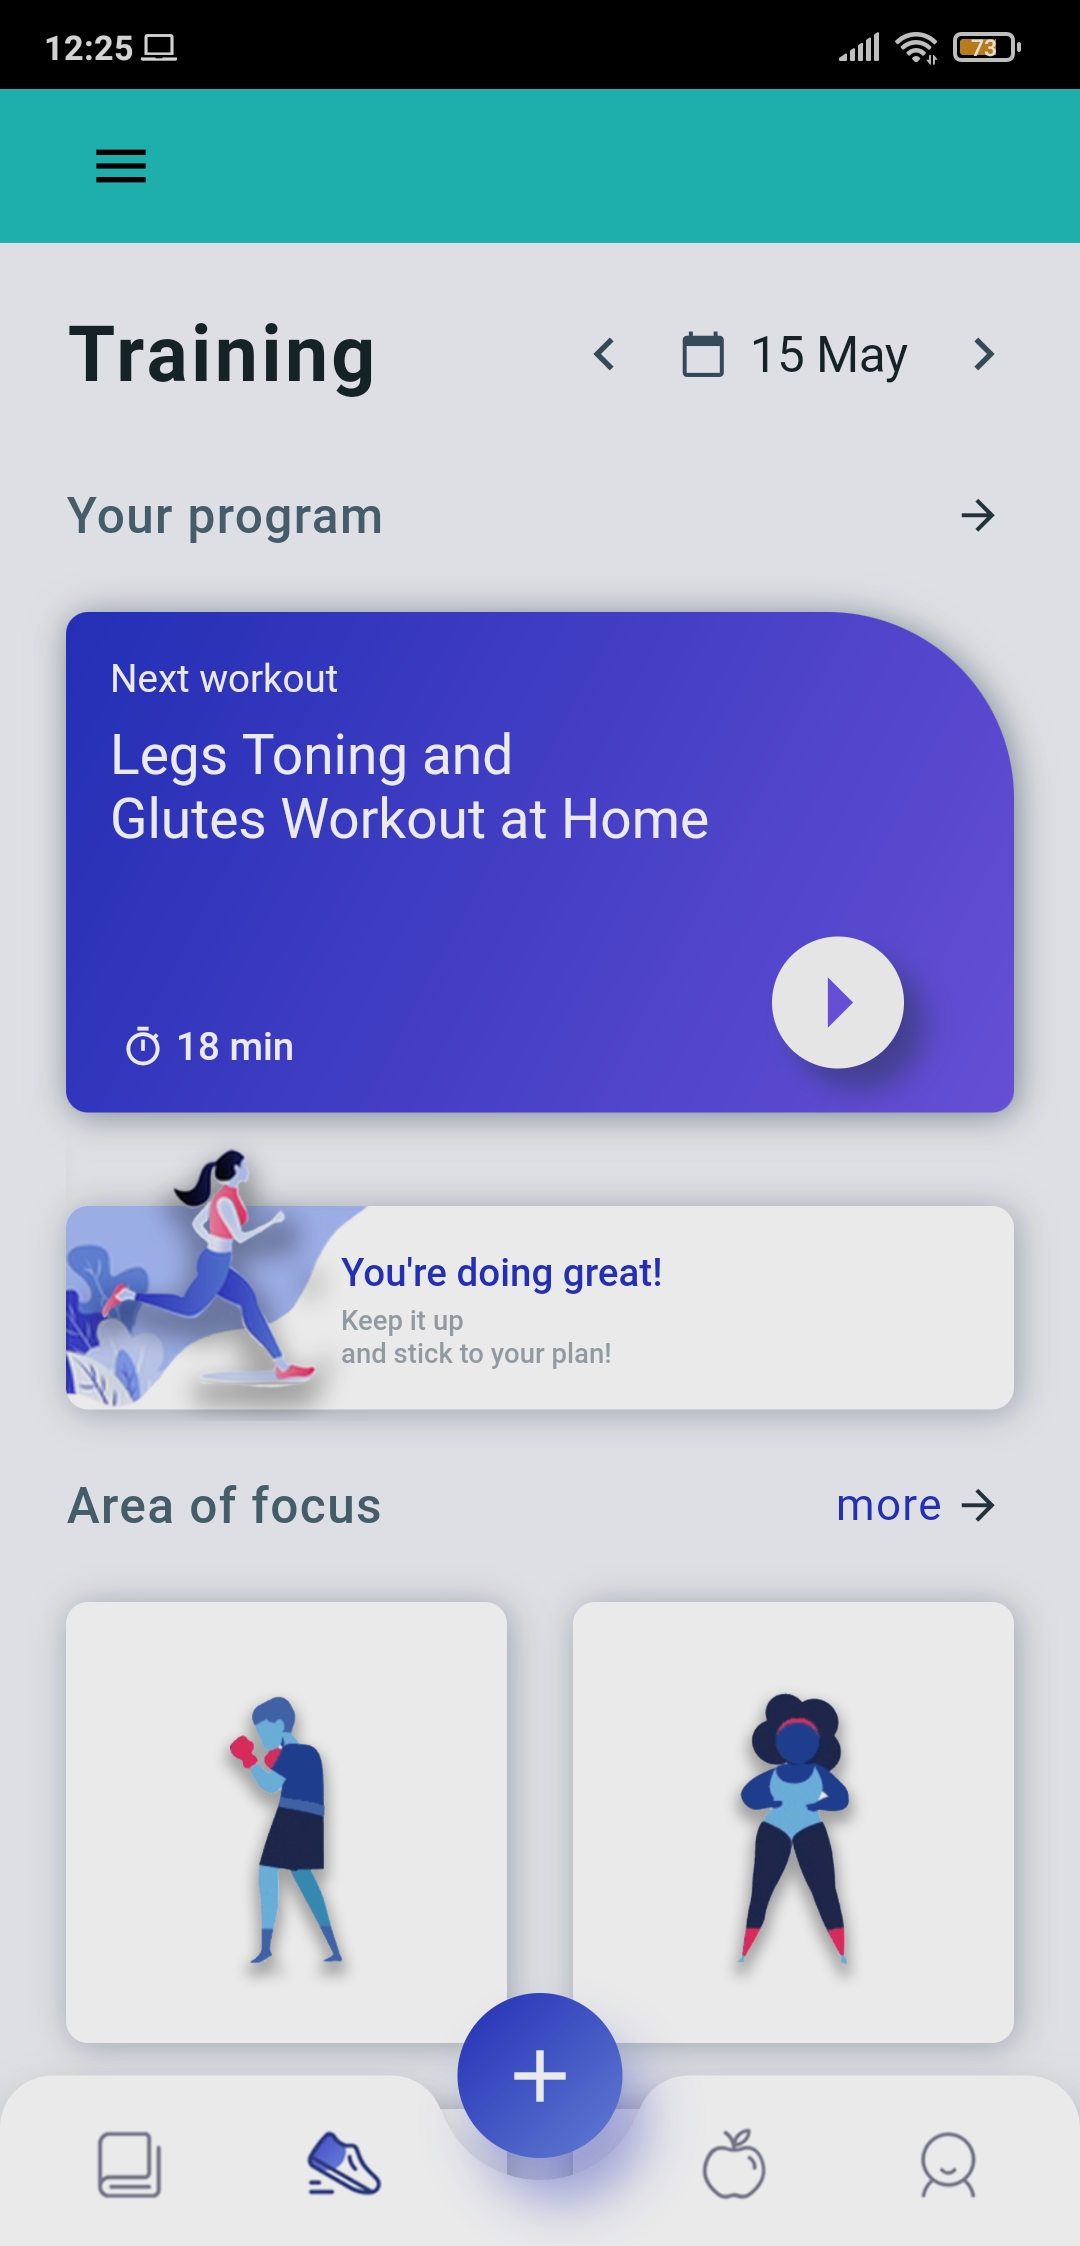 12:25
73
Training
15 May
Your program
Next workout
Legs Toning and
Glutes Workout at Home
18 min
You're doing great!
Keep it up
and stick to your plan!
Area of focus
more